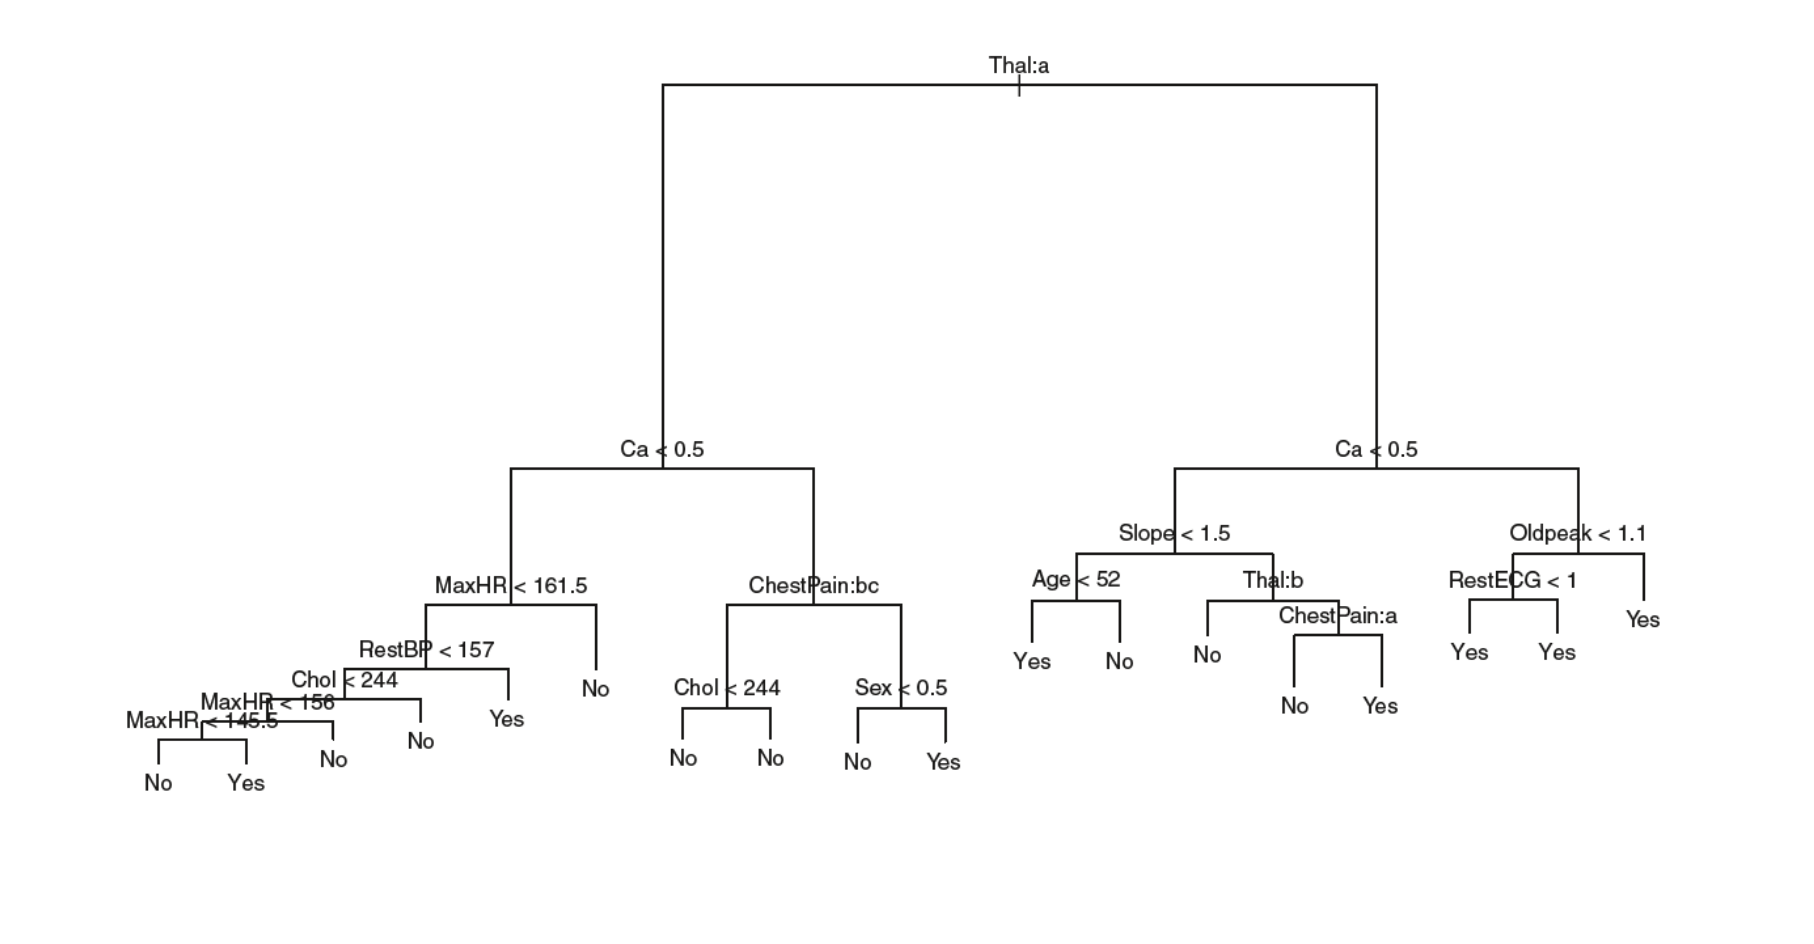 Thal:a
Ca < 0.5
Ca < 0.5
Slope < 1.5
Oldpeak < 1.1
MaxHR < 161.5
ChestPain:bc
Age < 52
Thal:b
RestECG < 1
ChestPain:a
Yes
RestBP < 157
Yes
No
No
Yes
Yes
Chol < 244
No
Chol < 244
Sex < 0.5
No
Yes
MaxHR < 156
MaxHR < 145.5
Yes
No
No
No
No
No
Yes
No
Yes